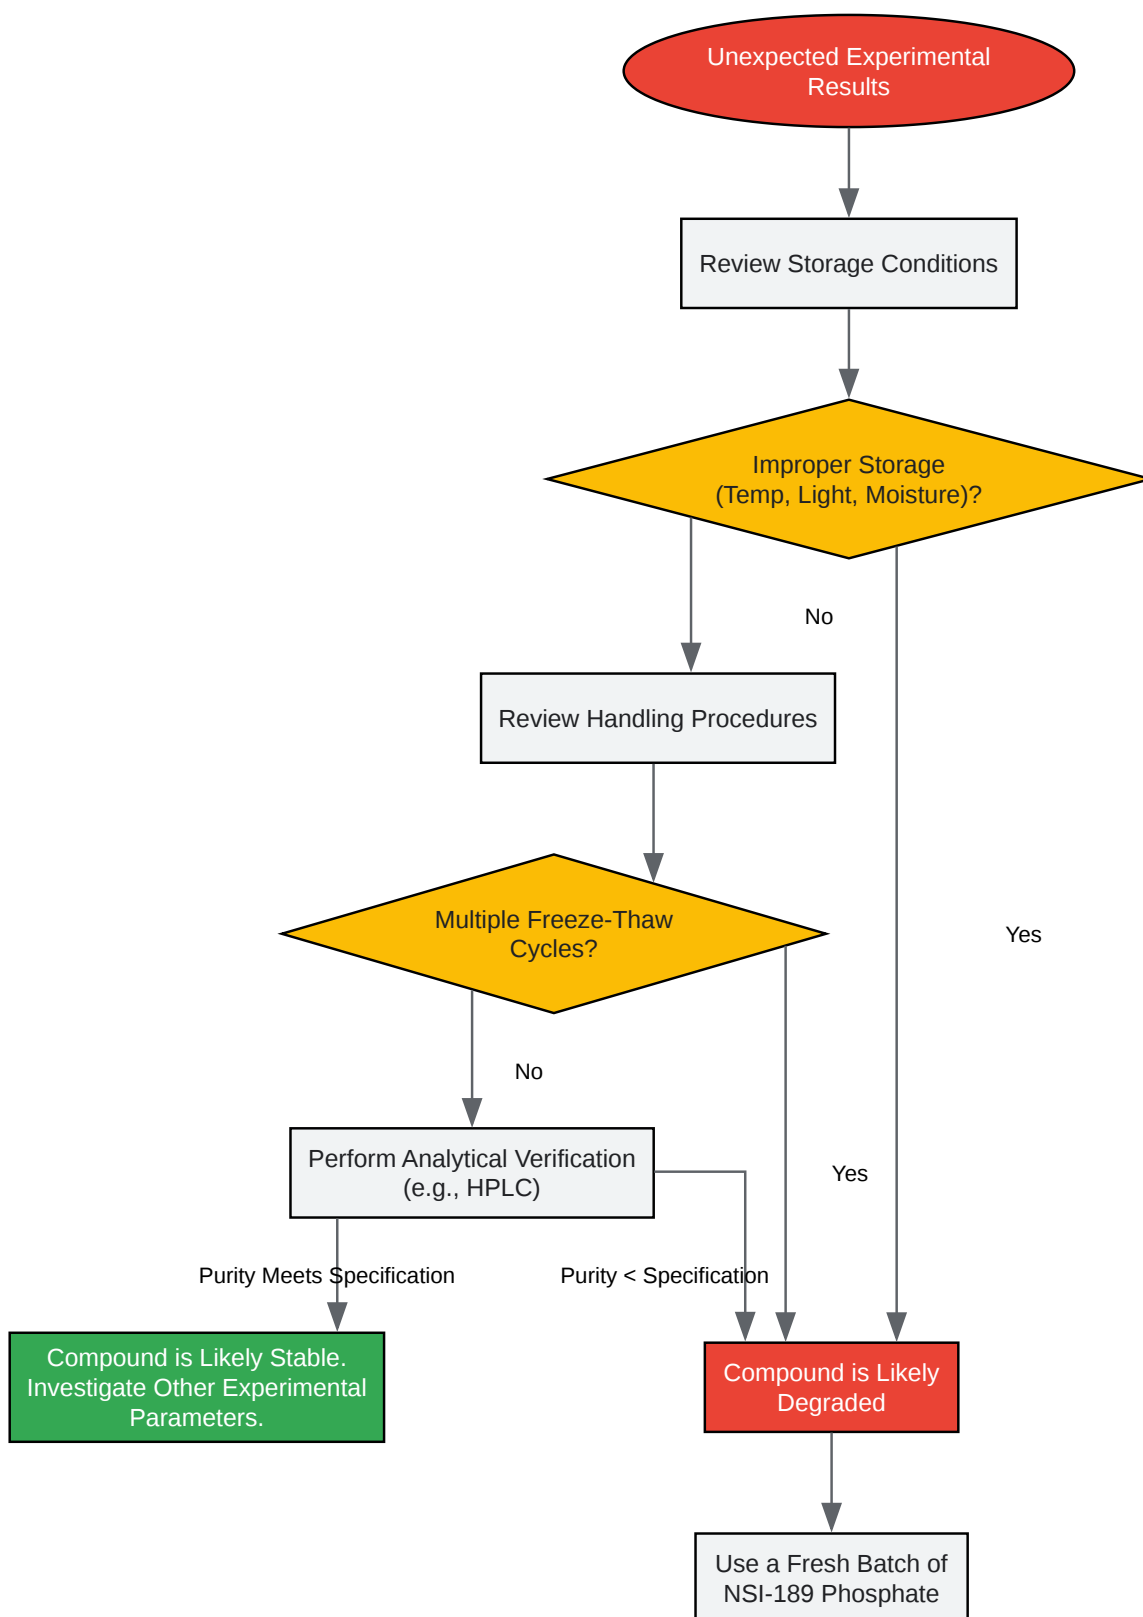 Unexpected Experimental
Results
Review Storage Conditions
Improper Storage
(Temp, Light, Moisture)?
No
Review Handling Procedures
Multiple Freeze-Thaw
Cycles?
Yes
No
Perform Analytical Verification
(e.g., HPLC)
Yes
Purity Meets Specification
Purity < Specification
Compound is Likely Stable.
Investigate Other Experimental
Parameters.
Compound is Likely
Degraded
Use a Fresh Batch of
NSI-189 Phosphate